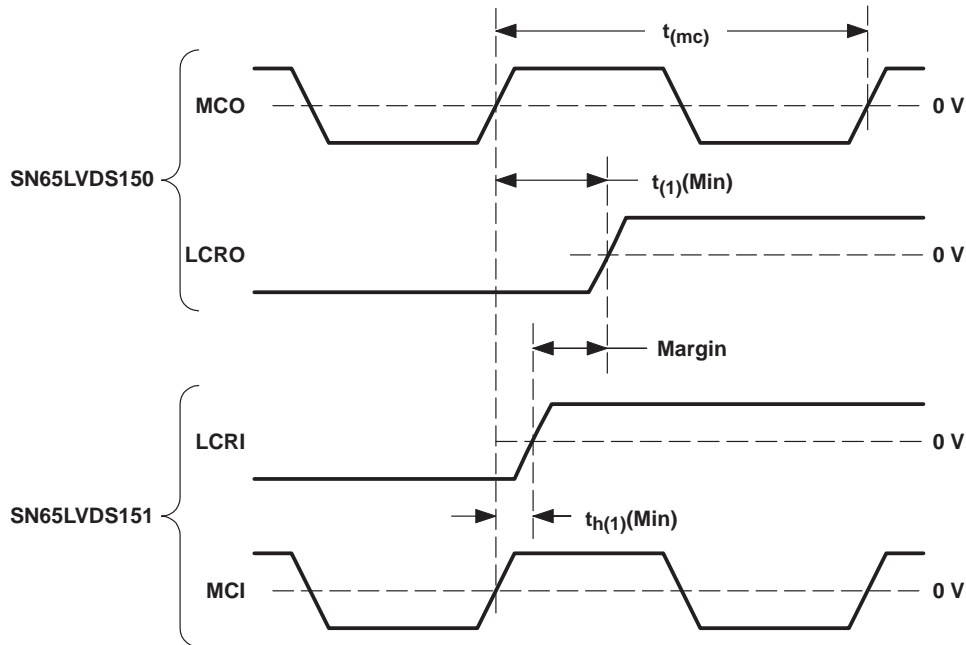 t(mc)
MCO
0 V
SN65LVDS150
t(1)(Min)
LCRO
0 V
Margin
LCRI
0 V
SN65LVDS151
th(1)(Min)
MCI
0 V